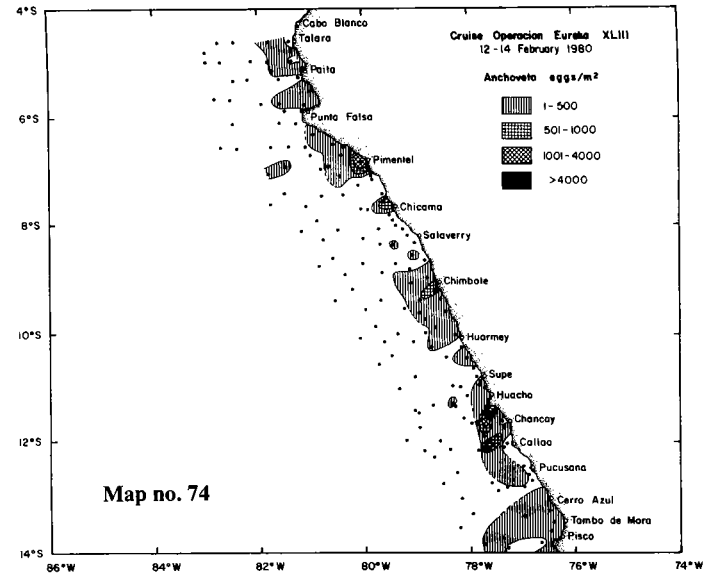 4°S
6°S
8°S
10°S
12°S
14°S
86°W
84°W
82°W
80°W
78°W
76°W
74°W
Cruise Operacion Eureka XLIII
12-14 February 1980
Anchoveta eggs/m²
1-500
501-1000
1001-4000
>4000
Cabo Blanco
Talara
Paita
Punta Falsa
Pimentel
Chicama
Salaverry
Chimbote
Huarmey
Supe
Huacho
Chancay
Callao
Pucusana
Cerro Azul
Tambo de Mora
Pisco
Map no. 74